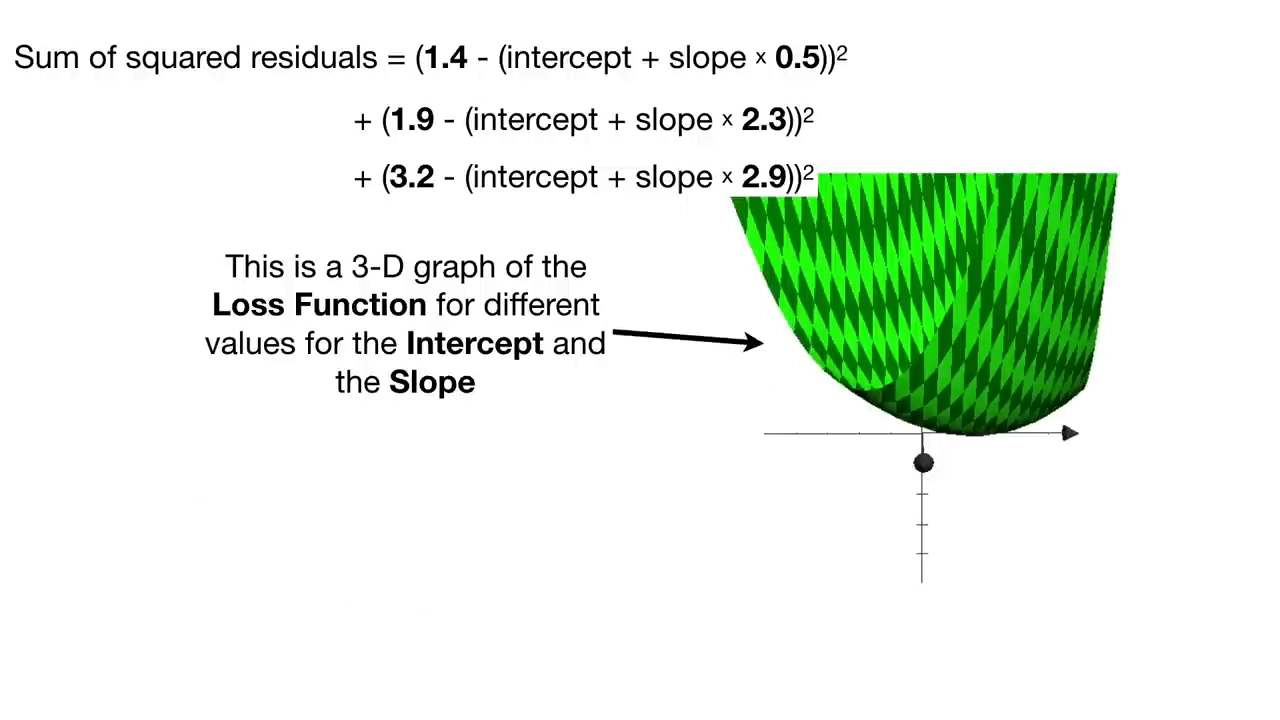 Sum of squared residuals = (1.4 - (intercept + slope × 0.5))²
+ (1.9 - (intercept + slope × 2.3))²
+ (3.2 - (intercept + slope × 2.9))²
This is a 3-D graph of the
Loss Function for different
values for the Intercept and
the Slope